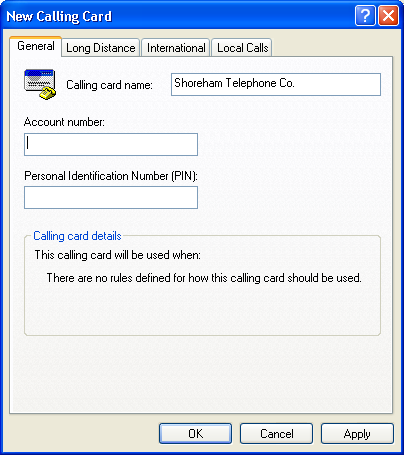 New Calling Card
General Long Distance International Local Calls
Calling card name: Shoreham Telephone Co.
Account number:
Personal Identification Number (PIN):
Calling card details
This calling card will be used when:
There are no rules defined for how this calling card should be used.
OK Cancel Apply